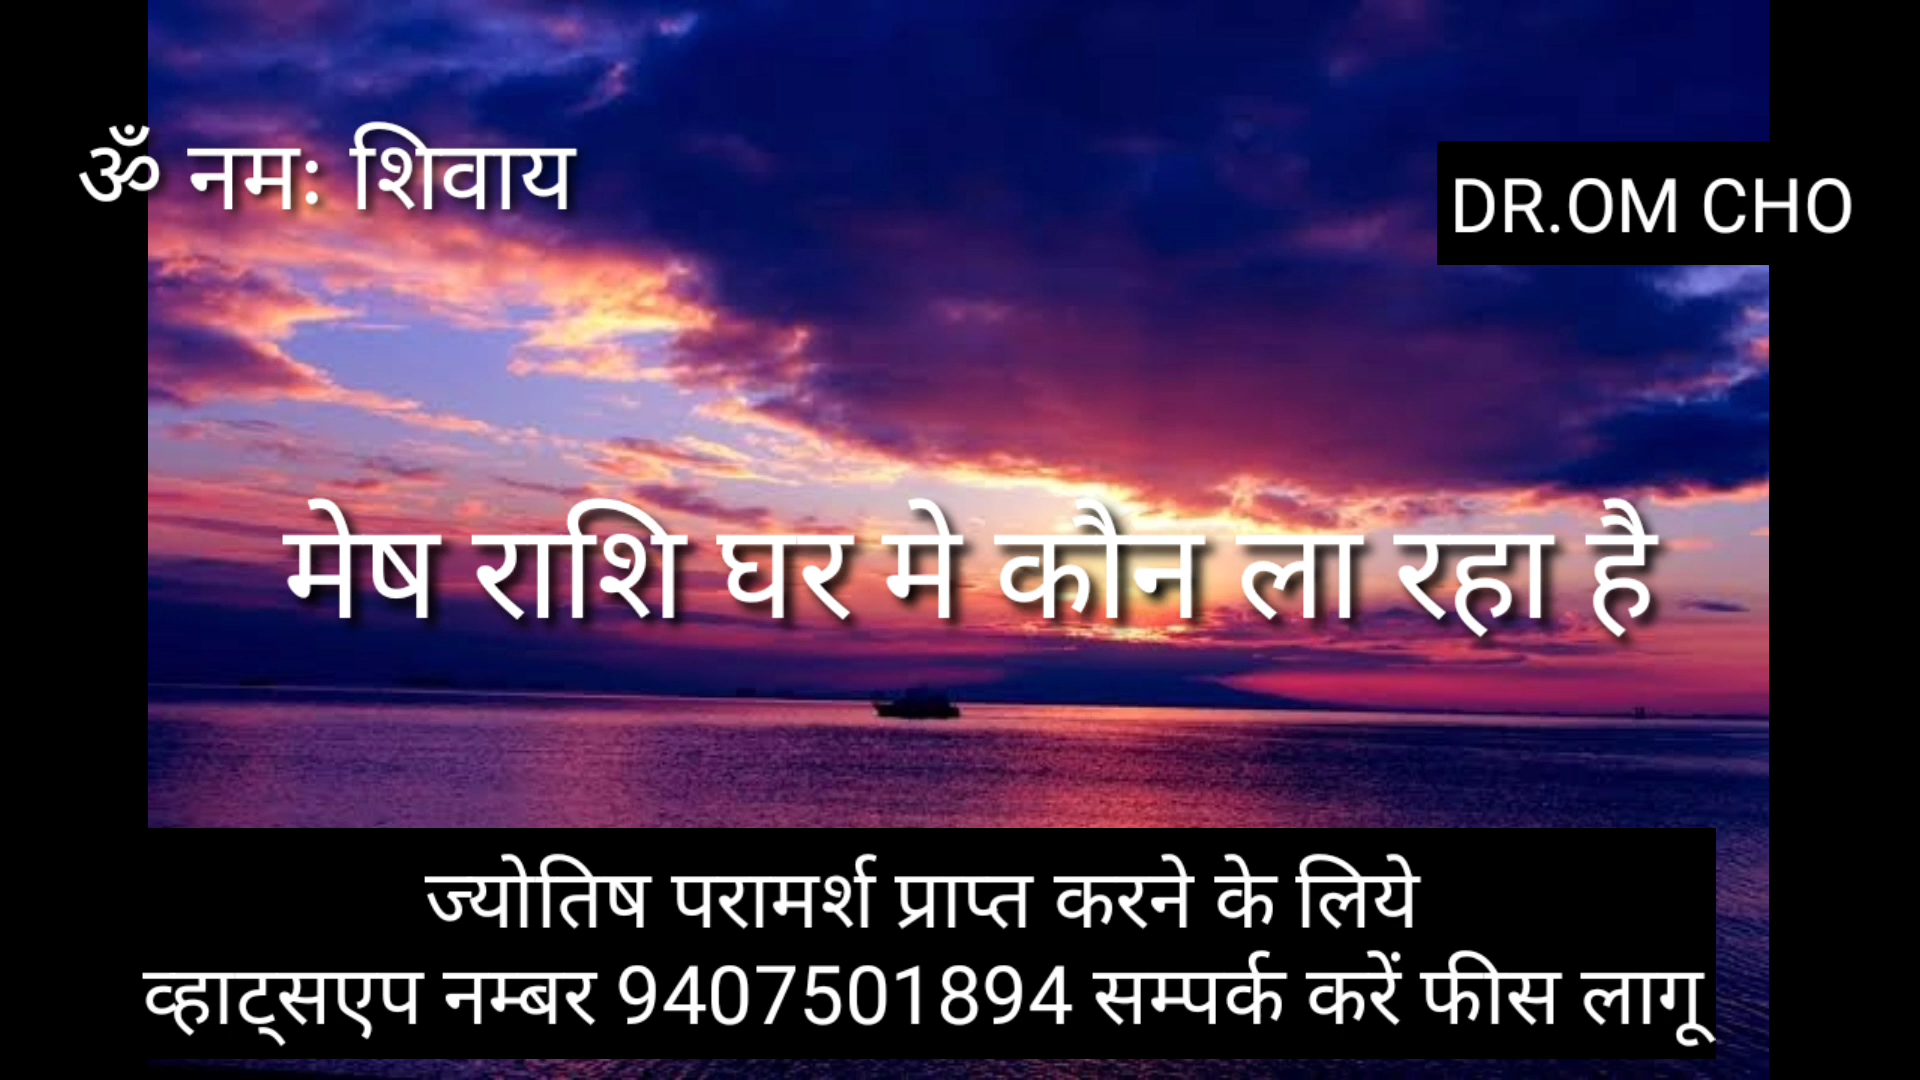 ॐ नमः शिवाय
DR.OM CHO
मेष राशि घर मे कौन ला रहा है
ज्योतिष परामर्श प्राप्त करने के लिये
व्हाट्सएप नम्बर 9407501894 सम्पर्क करें फीस लागू